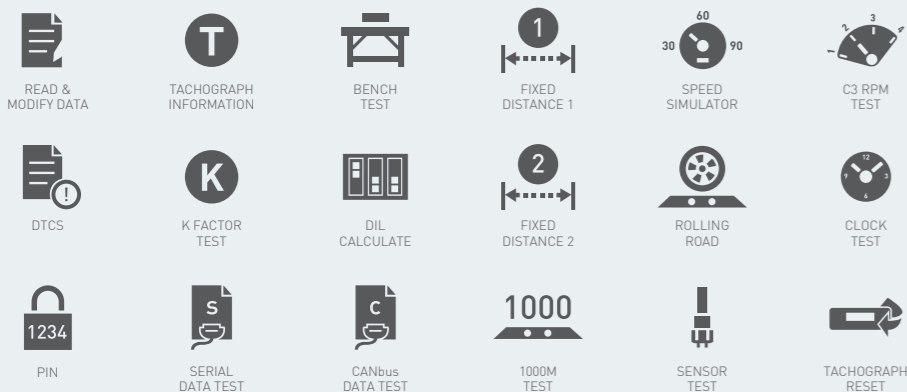 T
1
60
30
90
1
2
3
4
READ &
MODIFY DATA
TACHOGRAPH
INFORMATION
BENCH
TEST
FIXED
DISTANCE 1
SPEED
SIMULATOR
C3 RPM
TEST
!
K
2
12
9
3
6
DTCS
K FACTOR
TEST
DIL
CALCULATE
FIXED
DISTANCE 2
ROLLING
ROAD
CLOCK
TEST
1234
S
C
1000
PIN
SERIAL
DATA TEST
CANbus
DATA TEST
1000M
TEST
SENSOR
TEST
TACHOGRAPH
RESET